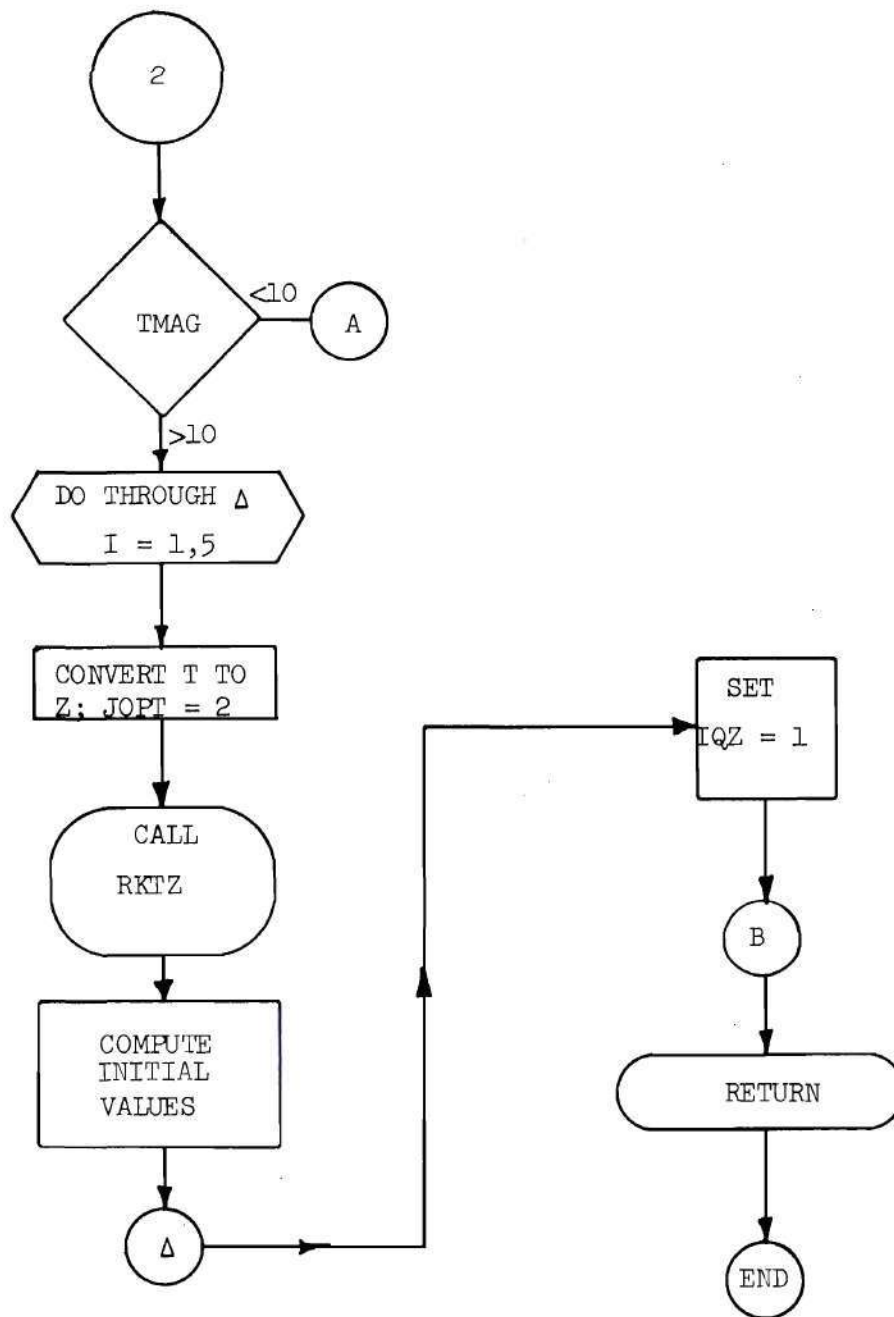 2
TMAG
<10
A
>10
DO THROUGH Δ
I = 1,5
CONVERT T TO
Z; JOPT = 2
CALL
RKTZ
COMPUTE
INITIAL
VALUES
Δ
SET
IQZ = 1
B
RETURN
END